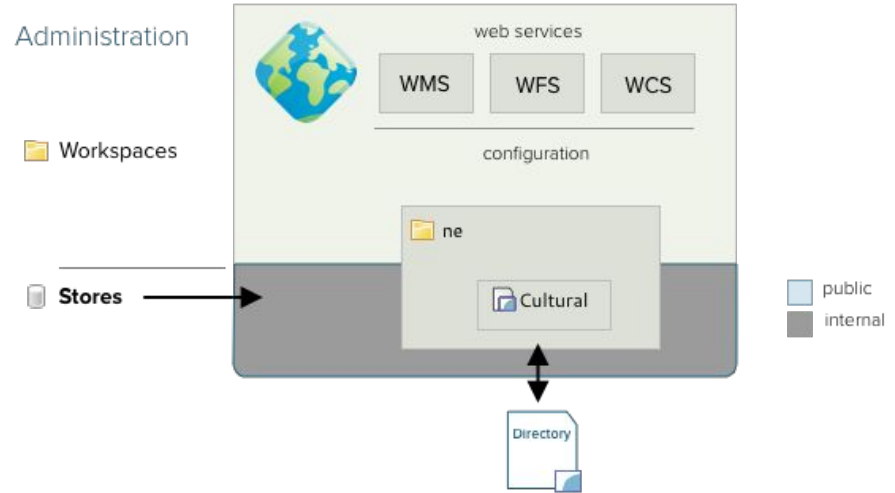 Administration
web services
WMS WFS WCS
configuration
Workspaces
ne
Stores
Cultural
public
internal
Directory